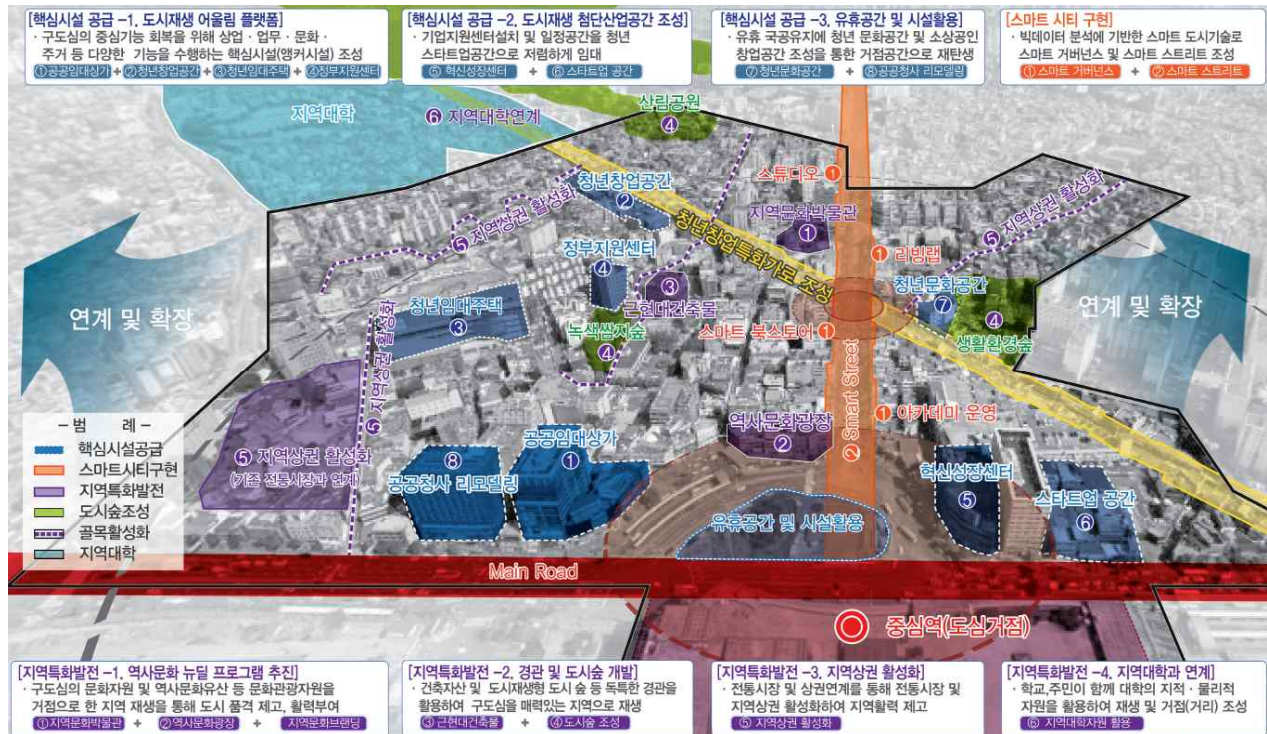 [핵심시설 공급 -1, 도시재생 어울림 플랫폼]
· 구도심의 중심기능 회복을 위해 상업 · 업무 · 문화 ·
주거 등 다양한 기능을 수행하는 핵심시설(앵커시설) 조성
①공공임대상가 + ②청년창업공간 + ③청년임대주택 + ④정부지원센터
[핵심시설 공급 -2, 도시재생 첨단산업공간 조성]
· 기업지원센터설치 및 일정공간을 청년
스타트업공간으로 저렴하게 임대
⑤ 혁신성장센터 + ⑥ 스타트업 공간
[핵심시설 공급 -3, 유휴공간 및 시설활용]
· 유휴 국공유지에 청년 문화공간 및 소상공인
창업공간 조성을 통한 거점공간으로 재탄생
⑦청년문화공간 + ⑧공공청사 리모델링
[스마트 시티 구현]
· 빅데이터 분석에 기반한 스마트 도시기술로
스마트 거버넌스 및 스마트 스트리트 조성
① 스마트 거버넌스 + ② 스마트 스트리트
지역대학
⑥ 지역대학연계
산림공원
④
스튜디오 ①
청년창업공간
②
⑤ 지역상권 활성화
지역문화박물관
①
⑤ 지역상권 활성화
청년창업특화가로 조성
정부지원센터
④
① 리빙랩
③
근현대건축물
청년문화공간
⑦
④
생활환경숲
연계 및 확장
연계 및 확장
청년임대주택
③
녹색쌈지숲
④
스마트 북스토어 ①
⑤ 지역상권 활성화
② Smart Street
① 아카데미 운영
역사문화광장
②
– 범 례 –
핵심시설공급
스마트시티구현
지역특화발전
도시숲조성
골목활성화
지역대학
⑤ 지역상권 활성화
(기존 전통시장과 연계)
⑧
공공청사 리모델링
공공임대상가
①
유휴공간 및 시설활용
혁신성장센터
⑤
스타트업 공간
⑥
Main Road
중심역(도심거점)
[지역특화발전 -1, 역사문화 뉴딜 프로그램 추진]
· 구도심의 문화자원 및 역사문화유산 등 문화관광자원을
거점으로 한 지역 재생을 통해 도시 품격 제고, 활력부여
①지역문화박물관 + ②역사문화광장 + 지역문화브랜딩
[지역특화발전 -2, 경관 및 도시숲 개발]
· 건축자산 및 도시재생형 도시 숲 등 독특한 경관을
활용하여 구도심을 매력있는 지역으로 재생
③ 근현대건축물 + ④도시숲 조성
[지역특화발전 -3, 지역상권 활성화]
· 전통시장 및 상권연계를 통해 전통시장 및
지역상권 활성화하여 지역활력 제고
⑤ 지역상권 활성화
[지역특화발전 -4, 지역대학과 연계]
· 학교,주민이 함께 대학의 지적 · 물리적
자원을 활용하여 재생 및 거점(거리) 조성
⑥ 지역대학자원 활용